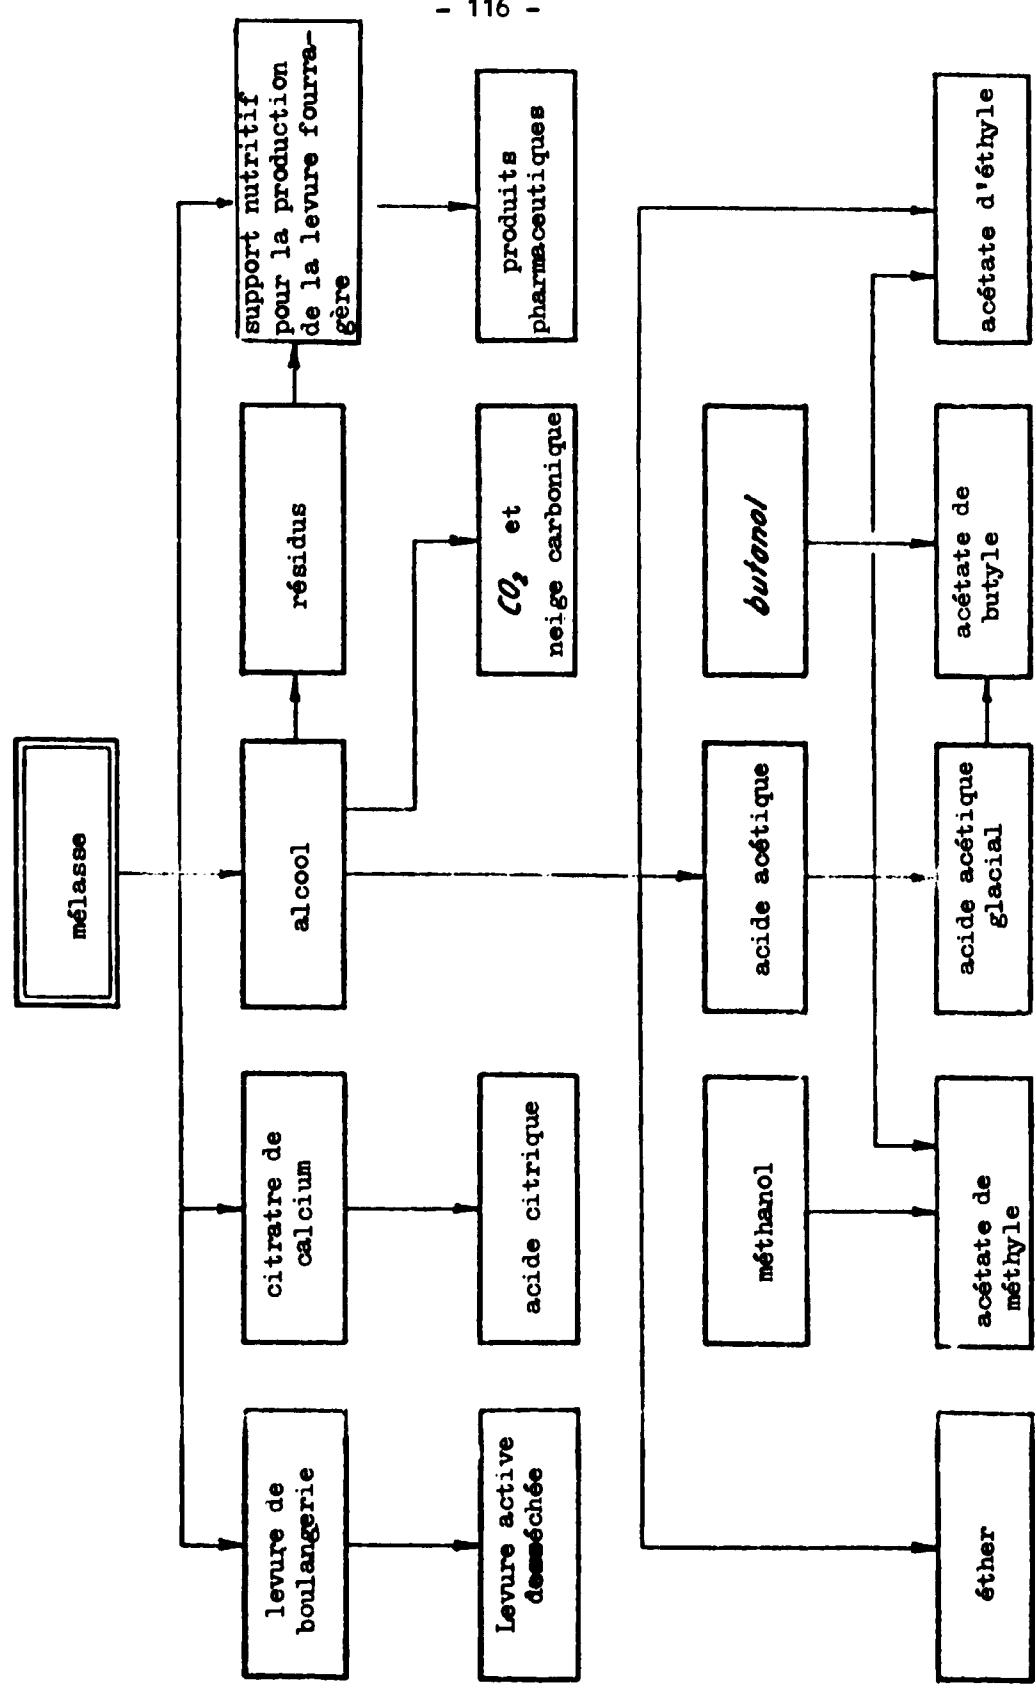 - 116 -
mélasse
levure de
boulangerie
citratre de
calcium
alcool
résidus
support nutritif
pour la production
de la levure fourra-
gère
Levure active
desséchée
acide citrique
CO₂ et
neige carbonique
produits
pharmaceutiques
méthanol
acide acétique
butanol
éther
acétate de
méthyle
acide acétique
glacial
acétate de
butyle
acétate d'éthyle